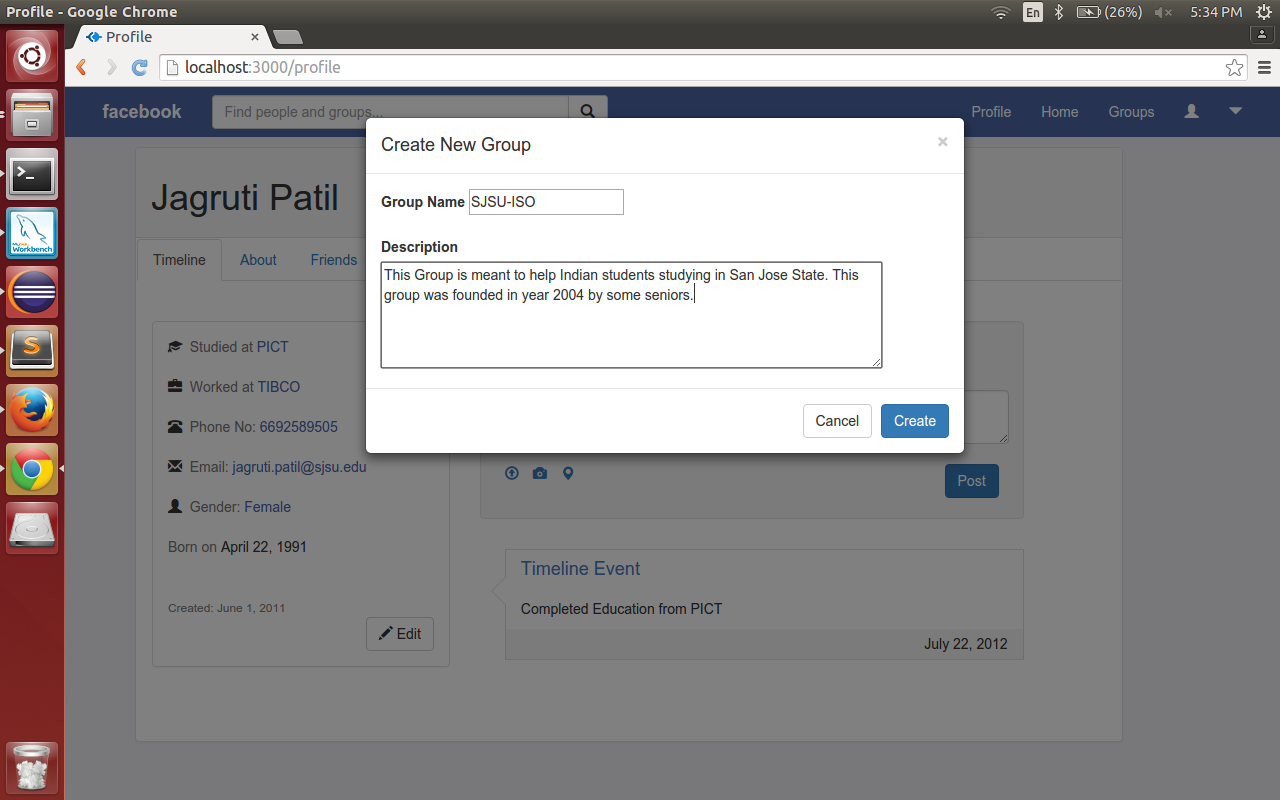 Profile - Google Chrome
En
(26%)
5:34 PM
Profile
localhost:3000/profile
facebook
Find people and groups...
Profile
Home
Groups
Create New Group
×
Jagruti Patil
Group Name SJSU-ISO
Description
Timeline
About
Friends
This Group is meant to help Indian students studying in San Jose State. This
group was founded in year 2004 by some seniors.
Studied at PICT
Worked at TIBCO
Phone No: 6692589505
Email: jagruti.patil@sjsu.edu
Gender: Female
Born on April 22, 1991
Created: June 1, 2011
Edit
Cancel
Create
Post
Timeline Event
Completed Education from PICT
July 22, 2012
MySQL
Workbench